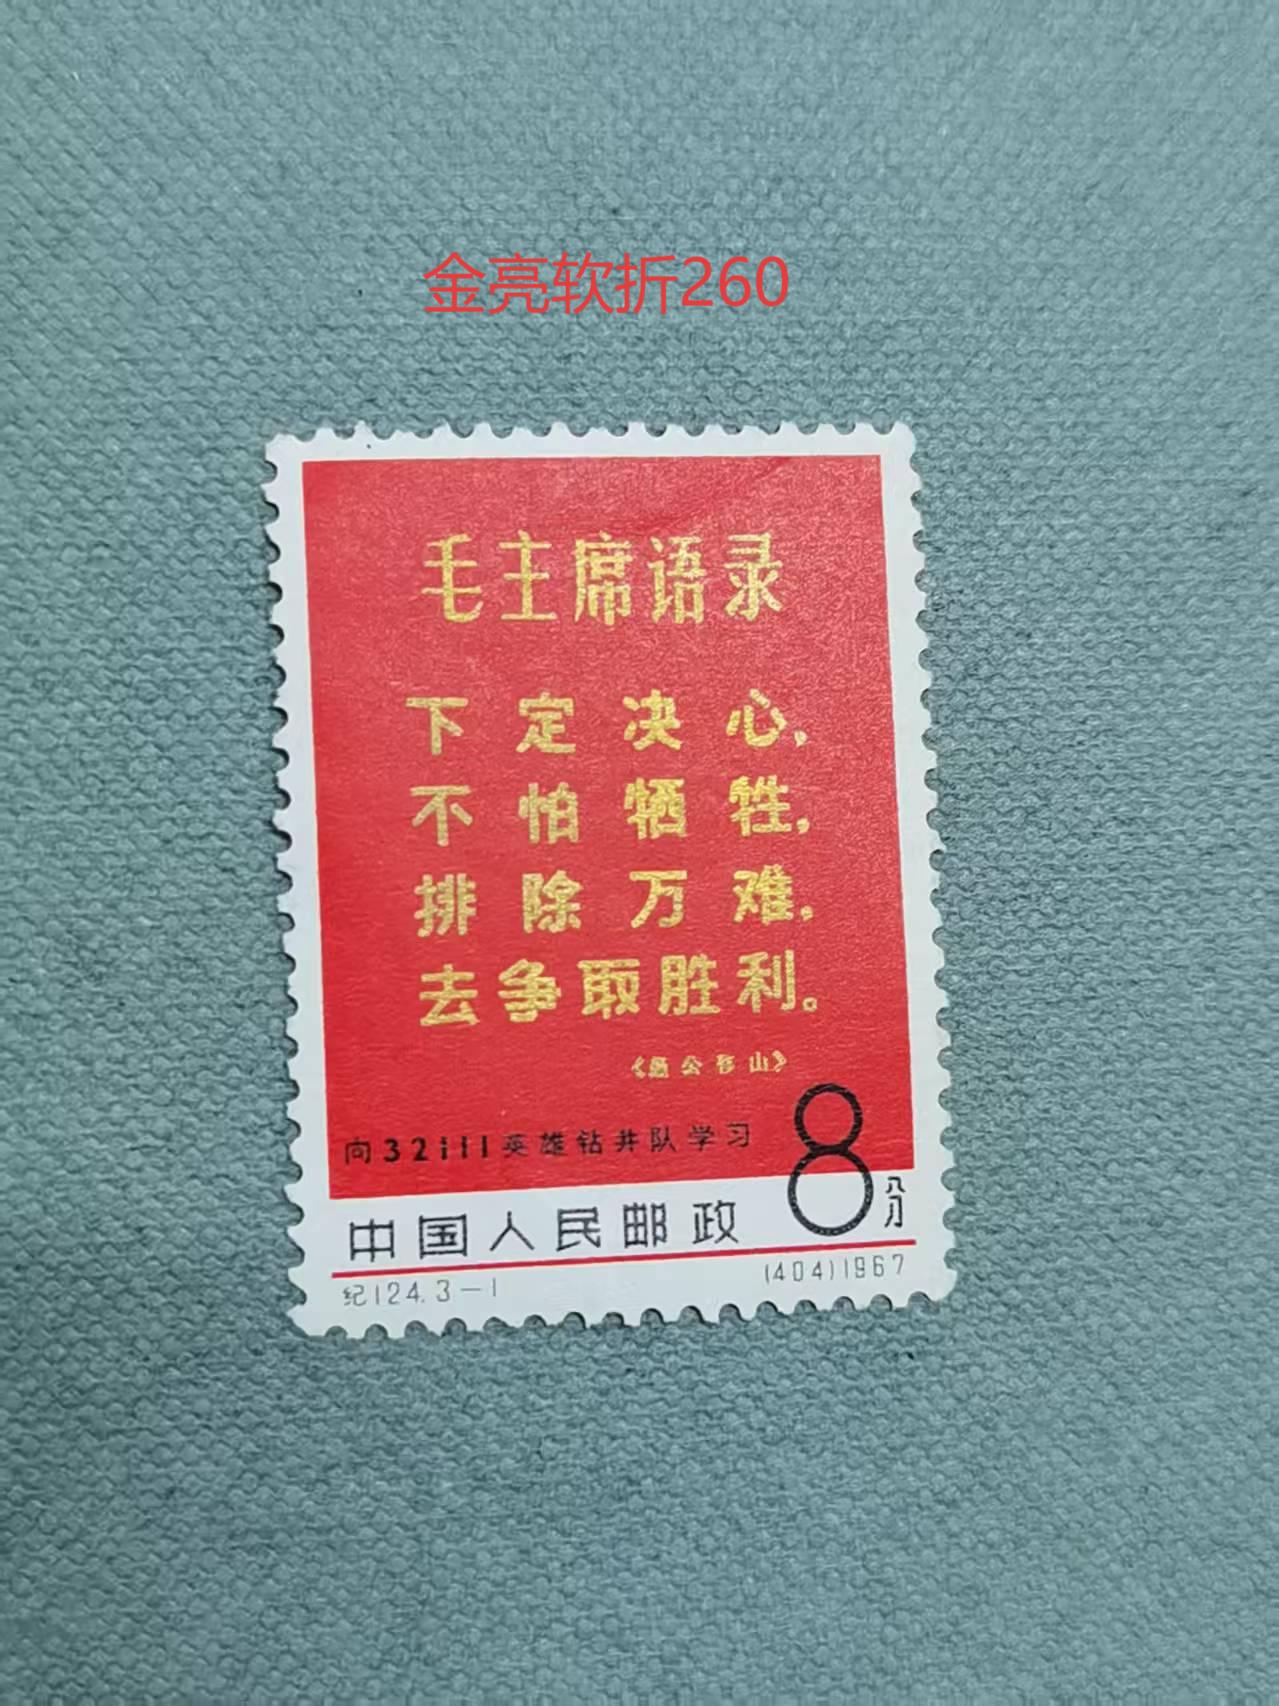 金亮软折260
毛主席语录
下定决心,
不怕牺牲,
排除万难,
去争取胜利。
《愚公移山》
向32111英雄钻井队学习
8分
八
中国人民邮政
纪124.3-1
(404)1967